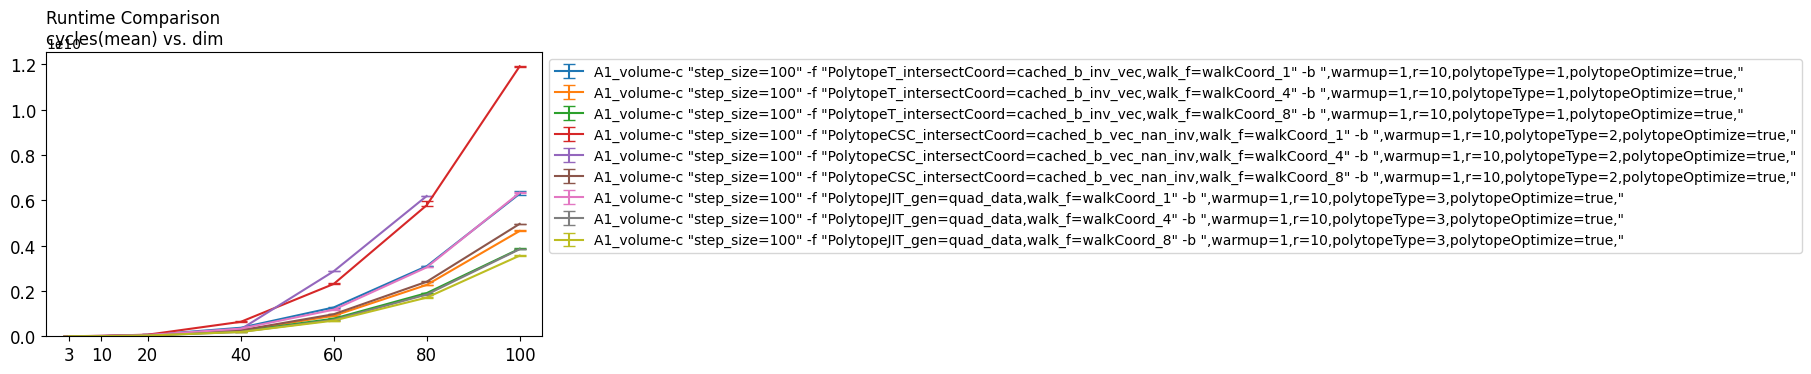 Runtime Comparison
cycles(mean) vs. dim
1e10
1.2
1.0
0.8
0.6
0.4
0.2
0.0
3 10 20 40 60 80 100
A1_volume-c "step_size=100" -f "PolytopeT_intersectCoord=cached_b_inv_vec,walk_f=walkCoord_1" -b ",warmup=1,r=10,polytopeType=1,polytopeOptimize=true,"
A1_volume-c "step_size=100" -f "PolytopeT_intersectCoord=cached_b_inv_vec,walk_f=walkCoord_4" -b ",warmup=1,r=10,polytopeType=1,polytopeOptimize=true,"
A1_volume-c "step_size=100" -f "PolytopeT_intersectCoord=cached_b_inv_vec,walk_f=walkCoord_8" -b ",warmup=1,r=10,polytopeType=1,polytopeOptimize=true,"
A1_volume-c "step_size=100" -f "PolytopeCSC_intersectCoord=cached_b_vec_nan_inv,walk_f=walkCoord_1" -b ",warmup=1,r=10,polytopeType=2,polytopeOptimize=true,"
A1_volume-c "step_size=100" -f "PolytopeCSC_intersectCoord=cached_b_vec_nan_inv,walk_f=walkCoord_4" -b ",warmup=1,r=10,polytopeType=2,polytopeOptimize=true,"
A1_volume-c "step_size=100" -f "PolytopeCSC_intersectCoord=cached_b_vec_nan_inv,walk_f=walkCoord_8" -b ",warmup=1,r=10,polytopeType=2,polytopeOptimize=true,"
A1_volume-c "step_size=100" -f "PolytopeJIT_gen=quad_data,walk_f=walkCoord_1" -b ",warmup=1,r=10,polytopeType=3,polytopeOptimize=true,"
A1_volume-c "step_size=100" -f "PolytopeJIT_gen=quad_data,walk_f=walkCoord_4" -b ",warmup=1,r=10,polytopeType=3,polytopeOptimize=true,"
A1_volume-c "step_size=100" -f "PolytopeJIT_gen=quad_data,walk_f=walkCoord_8" -b ",warmup=1,r=10,polytopeType=3,polytopeOptimize=true,"